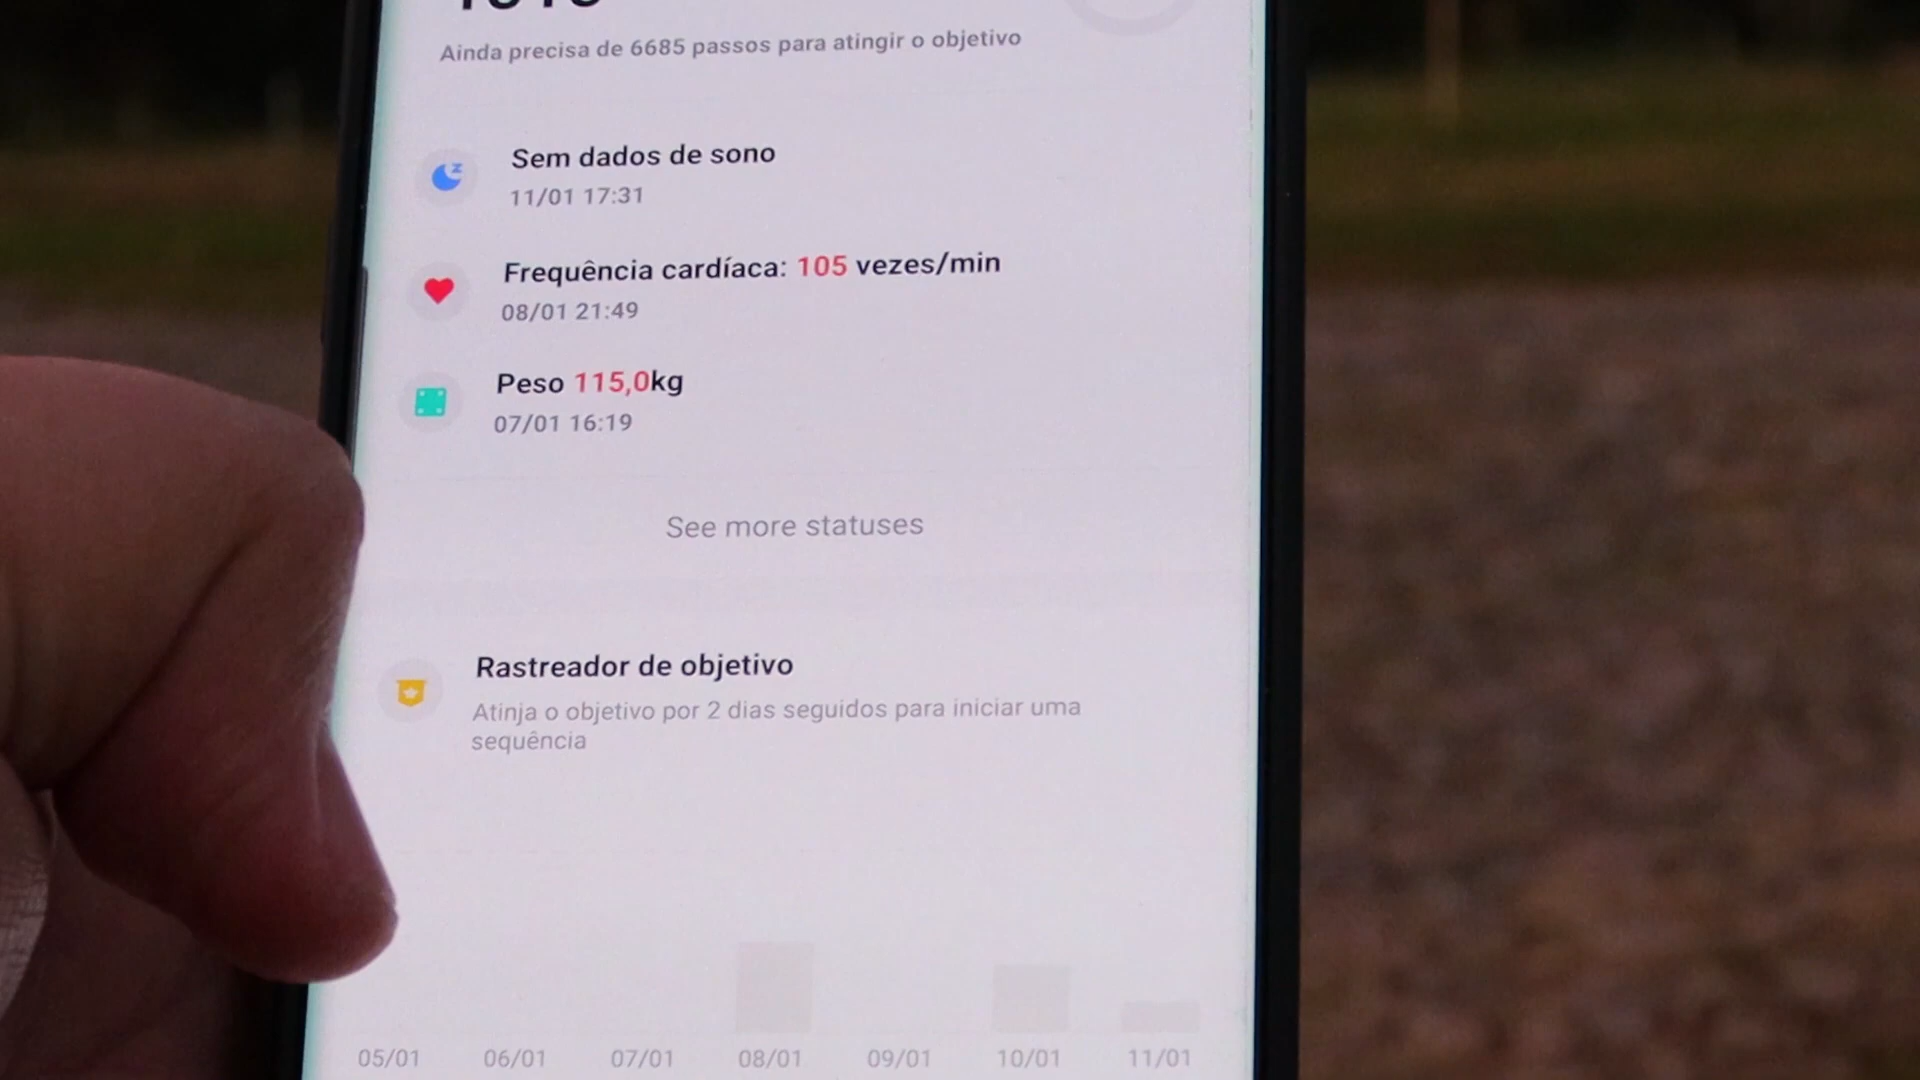 Ainda precisa de 6685 passos para atingir o objetivo
Sem dados de sono
11/01 17:31
Frequência cardíaca: 105 vezes/min
08/01 21:49
Peso 115,0kg
07/01 16:19
See more statuses
Rastreador de objetivo
Atinja o objetivo por 2 dias seguidos para iniciar uma
sequência
05/01 06/01 07/01 08/01 09/01 10/01 11/01